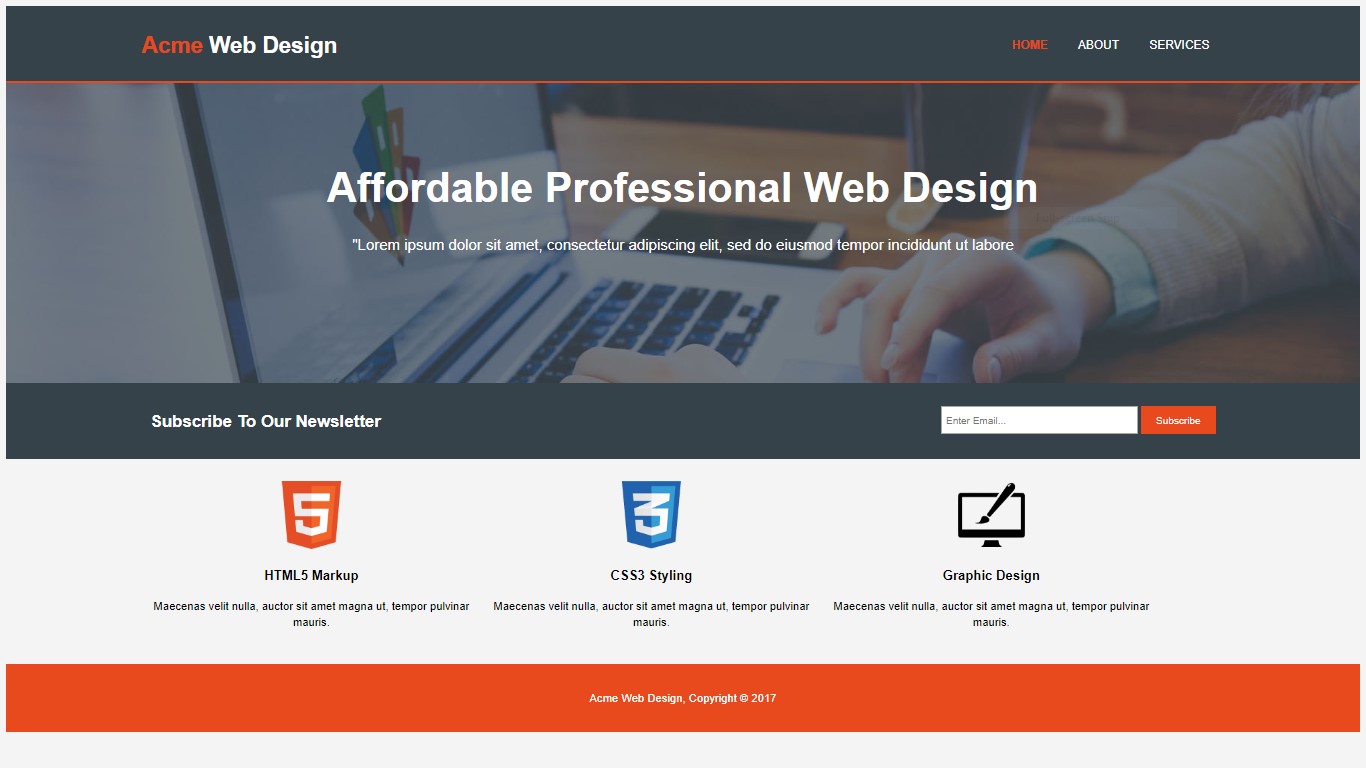 Acme Web Design
HOME ABOUT SERVICES
Affordable Professional Web Design
"Lorem ipsum dolor sit amet, consectetur adipiscing elit, sed do eiusmod tempor incididunt ut labore
Subscribe To Our Newsletter
Enter Email...
Subscribe
HTML5 Markup
Maecenas velit nulla, auctor sit amet magna ut, tempor pulvinar
mauris.
CSS3 Styling
Maecenas velit nulla, auctor sit amet magna ut, tempor pulvinar
mauris.
Graphic Design
Maecenas velit nulla, auctor sit amet magna ut, tempor pulvinar
mauris.
Acme Web Design, Copyright © 2017